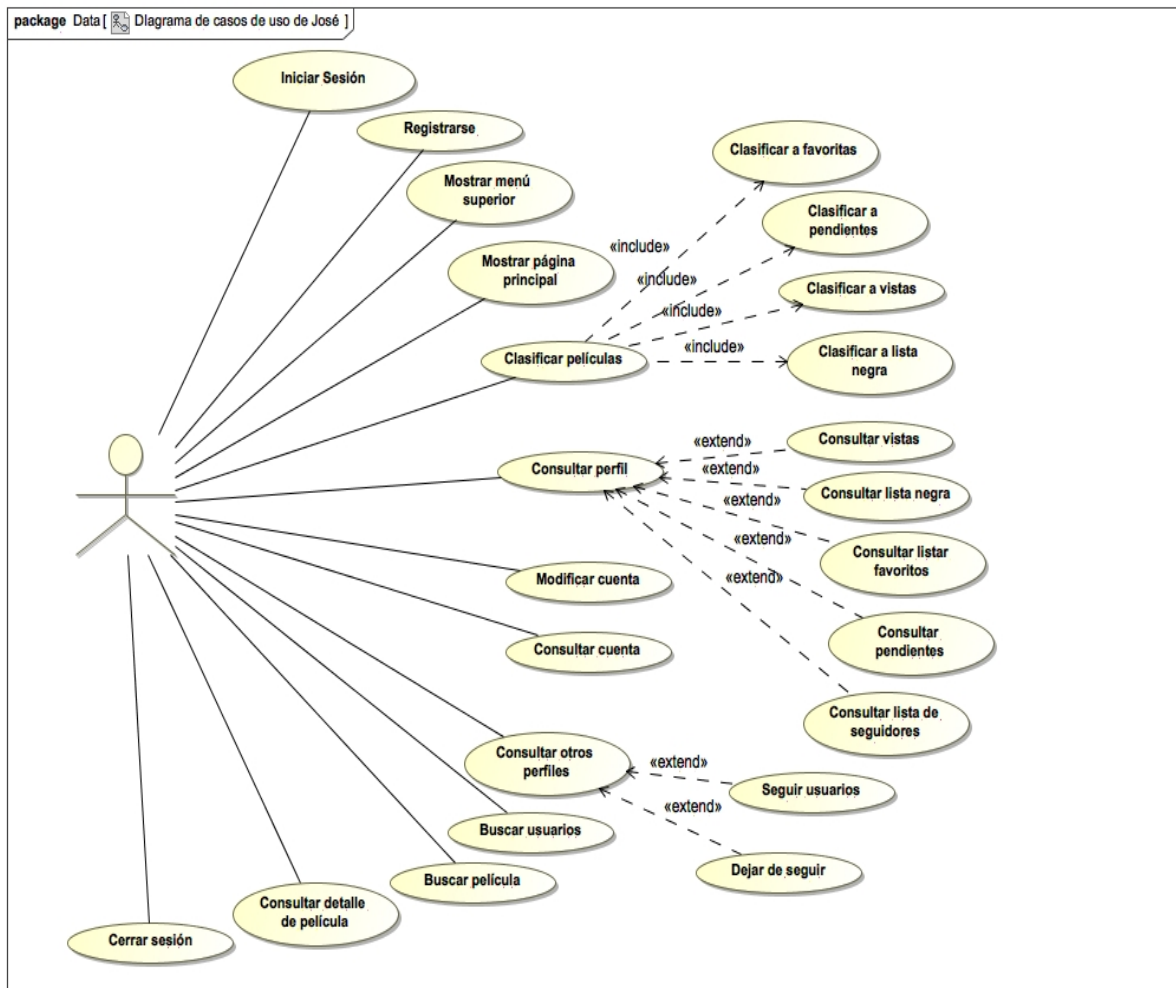 package Data [ DIagrama de casos de uso de José ]
Iniciar Sesión
Registrarse
Mostrar menú
superior
Mostrar página
principal
Clasificar películas
«include»
«include»
«include»
«include»
Clasificar a favoritas
Clasificar a
pendientes
Clasificar a vistas
Clasificar a lista
negra
Consultar perfil
«extend»
«extend»
«extend»
«extend»
«extend»
Consultar vistas
Consultar lista negra
Consultar listar
favoritos
Consultar
pendientes
Consultar lista de
seguidores
Modificar cuenta
Consultar cuenta
Consultar otros
perfiles
«extend»
«extend»
Seguir usuarios
Dejar de seguir
Buscar usuarios
Buscar película
Consultar detalle
de película
Cerrar sesión